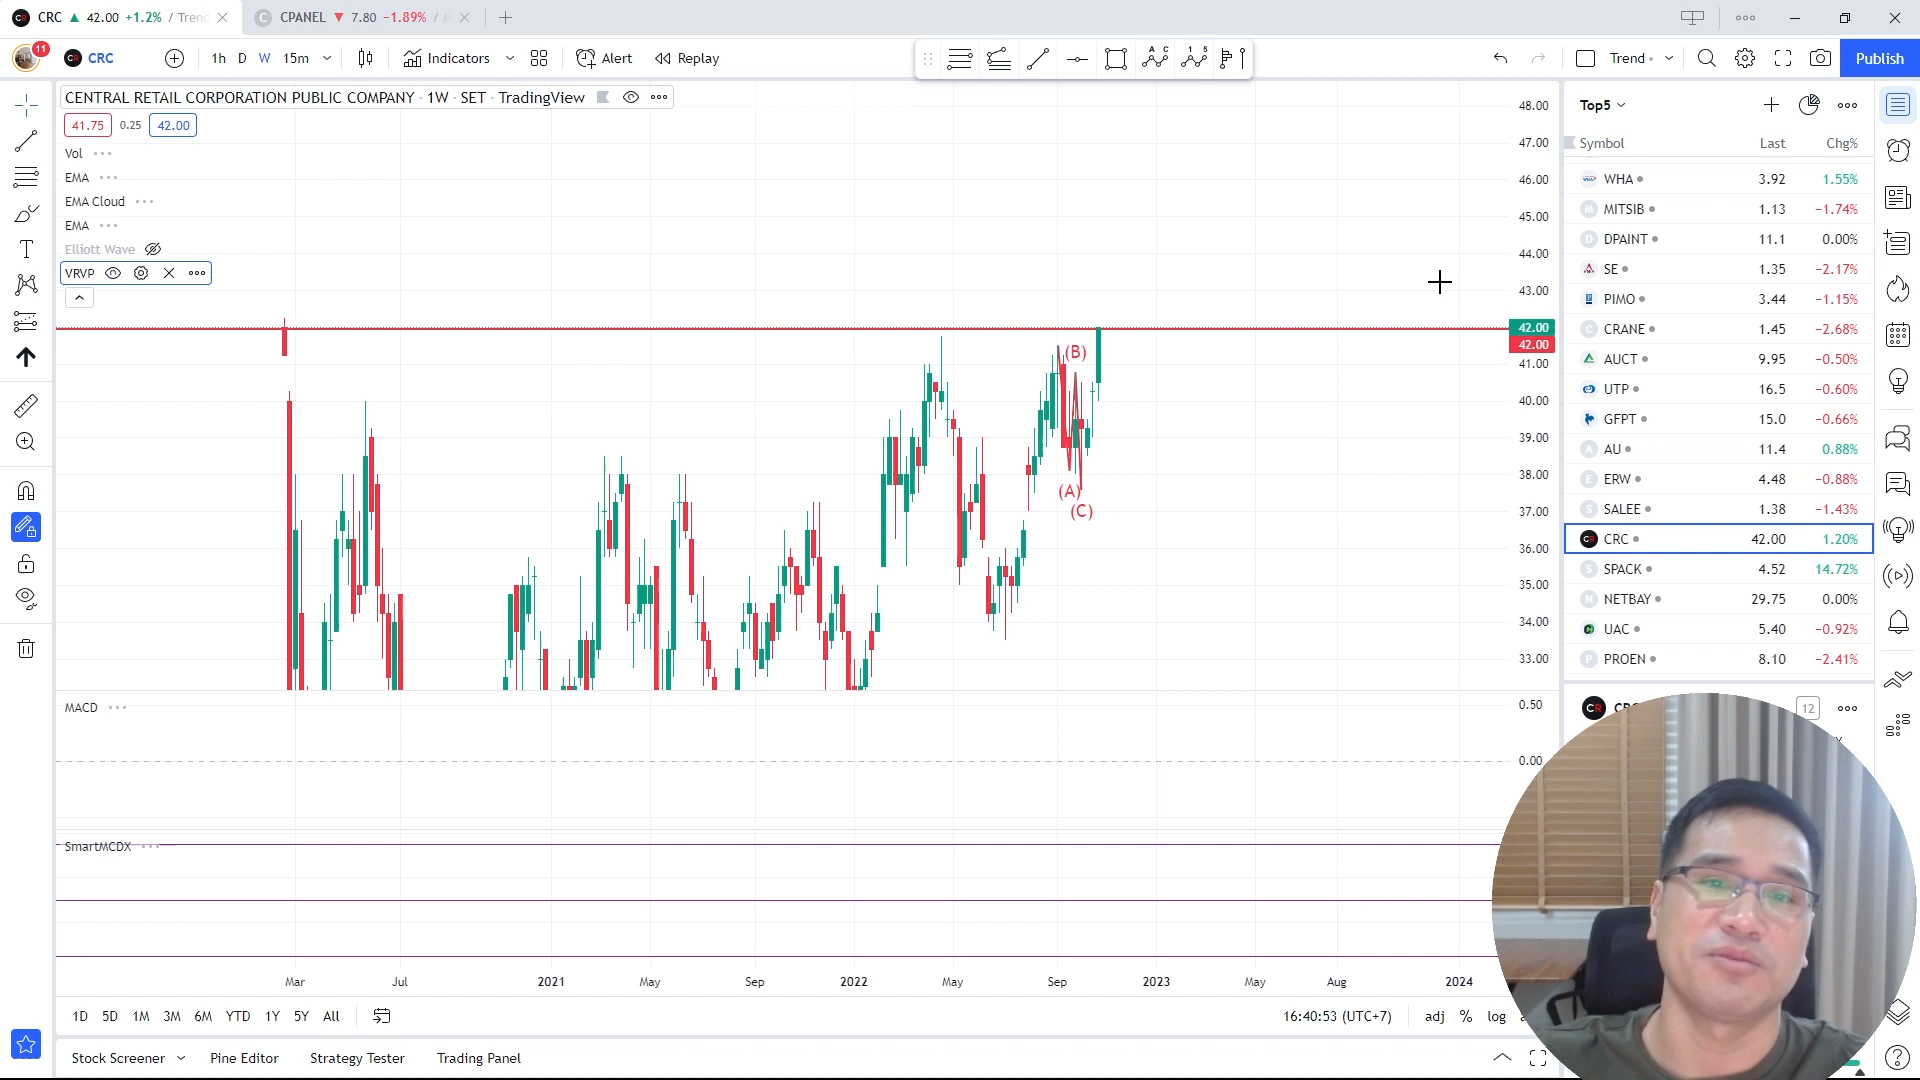 CRC ▲ 42.00 +1.2% / Tren
CPANEL ▼ 7.80 −1.89% /
11
CRC
1h D W 15m
Indicators
Alert
Replay
Trend
Publish
CENTRAL RETAIL CORPORATION PUBLIC COMPANY · 1W · SET · TradingView
41.75 0.25 42.00
Vol
EMA
EMA Cloud
EMA
Elliott Wave
VRVP
(B)
(A)
(C)
48.00
47.00
46.00
45.00
44.00
43.00
42.00
42.00
41.00
40.00
39.00
38.00
37.00
36.00
35.00
34.00
33.00
MACD
0.50
0.00
SmartMCDX
Mar Jul 2021 May Sep 2022 May Sep 2023 May Aug 2024
1D 5D 1M 3M 6M YTD 1Y 5Y All
16:40:53 (UTC+7)
adj % log
Stock Screener
Pine Editor
Strategy Tester
Trading Panel
Top5
Symbol Last Chg%
WHA 3.92 1.55%
MITSIB 1.13 −1.74%
DPAINT 11.1 0.00%
SE 1.35 −2.17%
PIMO 3.44 −1.15%
CRANE 1.45 −2.68%
AUCT 9.95 −0.50%
UTP 16.5 −0.60%
GFPT 15.0 −0.66%
AU 11.4 0.88%
ERW 4.48 −0.88%
SALEE 1.38 −1.43%
CRC 42.00 1.20%
SPACK 4.52 14.72%
NETBAY 29.75 0.00%
UAC 5.40 −0.92%
PROEN 8.10 −2.41%
12